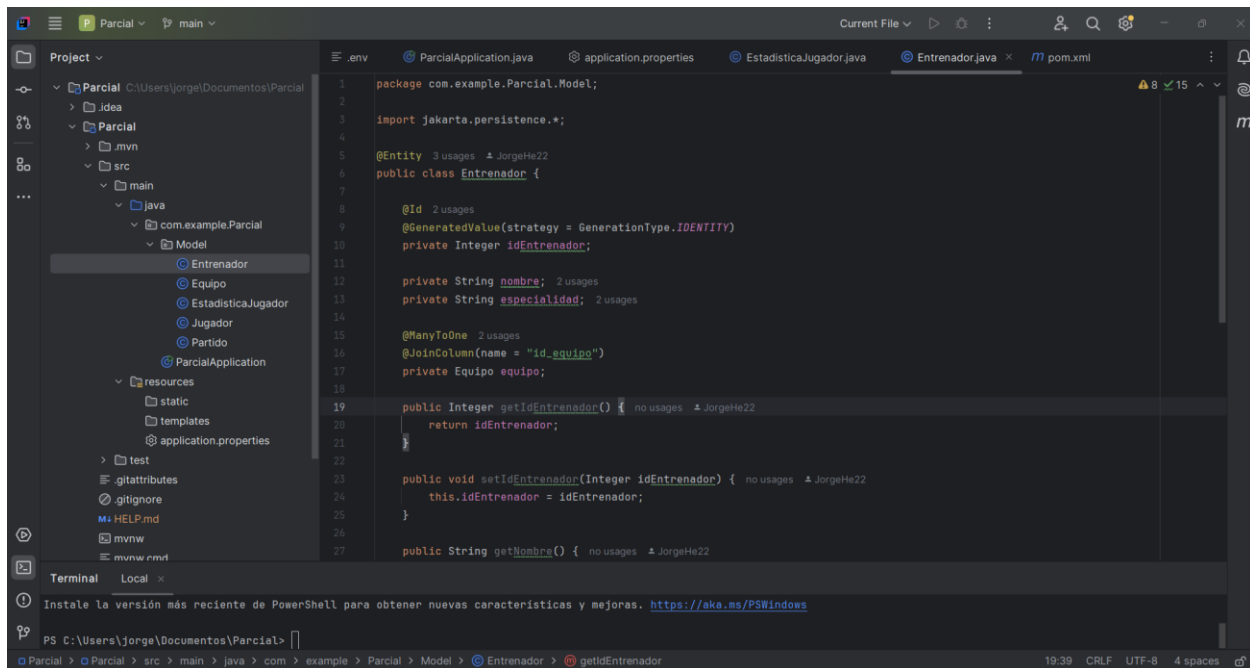 P Parcial main Current File
Project
.env ParcialApplication.java application.properties EstadisticaJugador.java Entrenador.java pom.xml
Parcial C:\Users\jorge\Documentos\Parcial
.idea
Parcial
.mvn
src
main
java
com.example.Parcial
Model
Entrenador
Equipo
EstadisticaJugador
Jugador
Partido
ParcialApplication
resources
static
templates
application.properties
test
.gitattributes
.gitignore
M↓ HELP.md
mvnw
mvnw.cmd
8 15
1 package com.example.Parcial.Model;
2
3 import jakarta.persistence.*;
4
5 @Entity 3 usages JorgeHe22
6 public class Entrenador {
7
8 @Id 2 usages
9 @GeneratedValue(strategy = GenerationType.IDENTITY)
10 private Integer idEntrenador;
11
12 private String nombre; 2 usages
13 private String especialidad; 2 usages
14
15 @ManyToOne 2 usages
16 @JoinColumn(name = "id_equipo")
17 private Equipo equipo;
18
19 public Integer getIdEntrenador() { no usages JorgeHe22
20 return idEntrenador;
21 }
22
23 public void setIdEntrenador(Integer idEntrenador) { no usages JorgeHe22
24 this.idEntrenador = idEntrenador;
25 }
26
27 public String getNombre() { no usages JorgeHe22
Terminal Local
Instale la versión más reciente de PowerShell para obtener nuevas características y mejoras. https://aka.ms/PSWindows
PS C:\Users\jorge\Documentos\Parcial>
Parcial > Parcial > src > main > java > com > example > Parcial > Model > Entrenador > getIdEntrenador 19:39 CRLF UTF-8 4 spaces